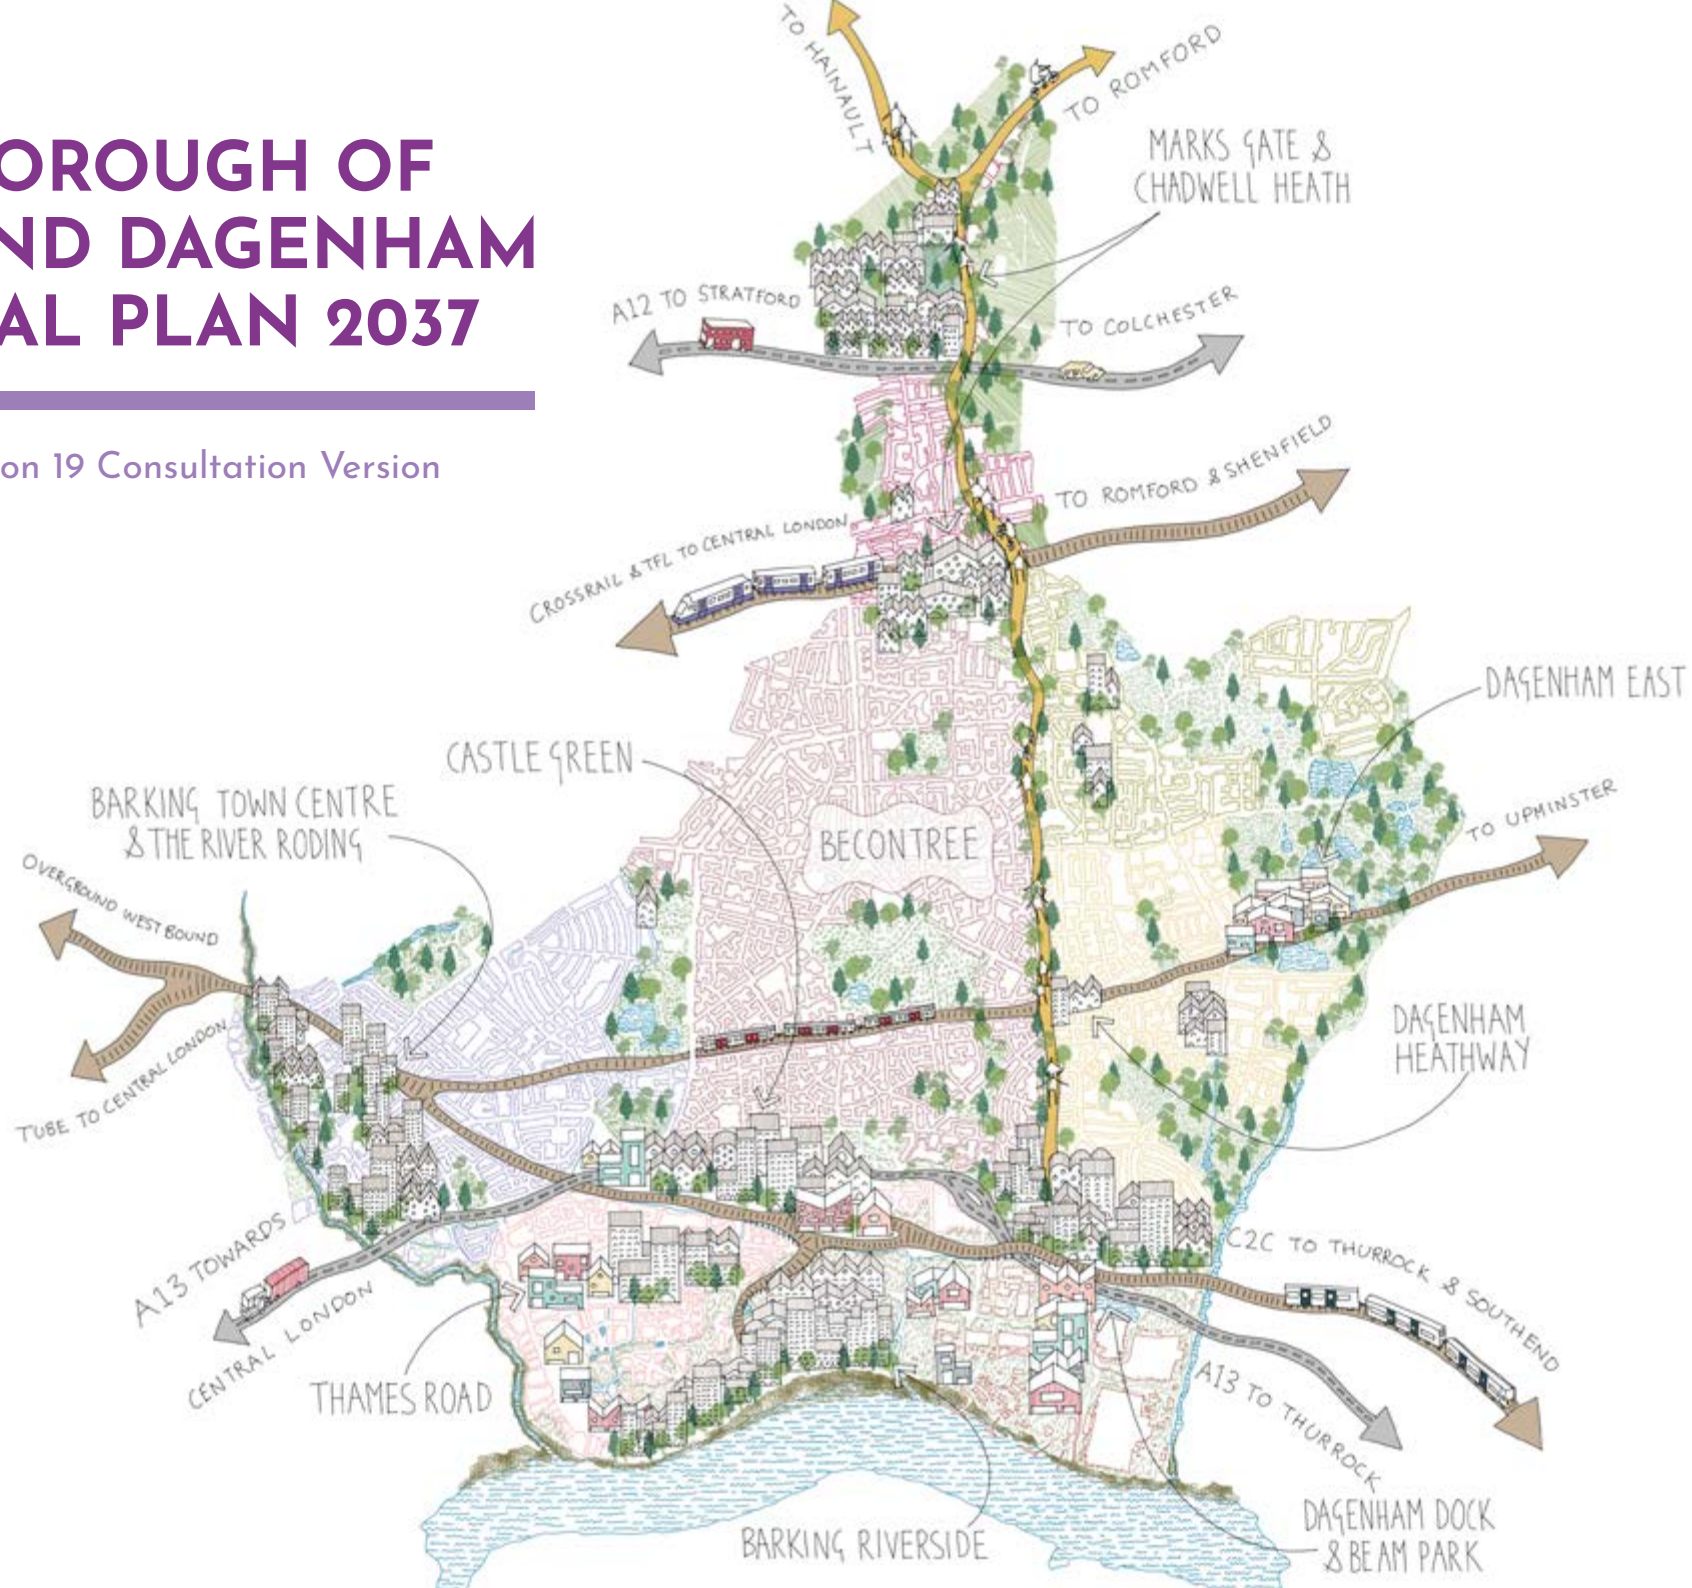 OROUGH OF
ND DAGENHAM
AL PLAN 2037
on 19 Consultation Version
TO HAINAULT
TO ROMFORD
MARKS GATE &
CHADWELL HEATH
A12 TO STRATFORD
TO COLCHESTER
TO ROMFORD & SHENFIELD
CROSSRAIL & TFL TO CENTRAL LONDON
DAGENHAM EAST
CASTLE GREEN
BARKING TOWN CENTRE
& THE RIVER RODING
BECONTREE
TO UPMINSTER
OVERGROUND WEST BOUND
TUBE TO CENTRAL LONDON
DAGENHAM
HEATHWAY
A13 TOWARDS
CENTRAL LONDON
C2C TO THURROCK & SOUTHEND
THAMES ROAD
A13 TO THURROCK
BARKING RIVERSIDE
DAGENHAM DOCK
& BEAM PARK